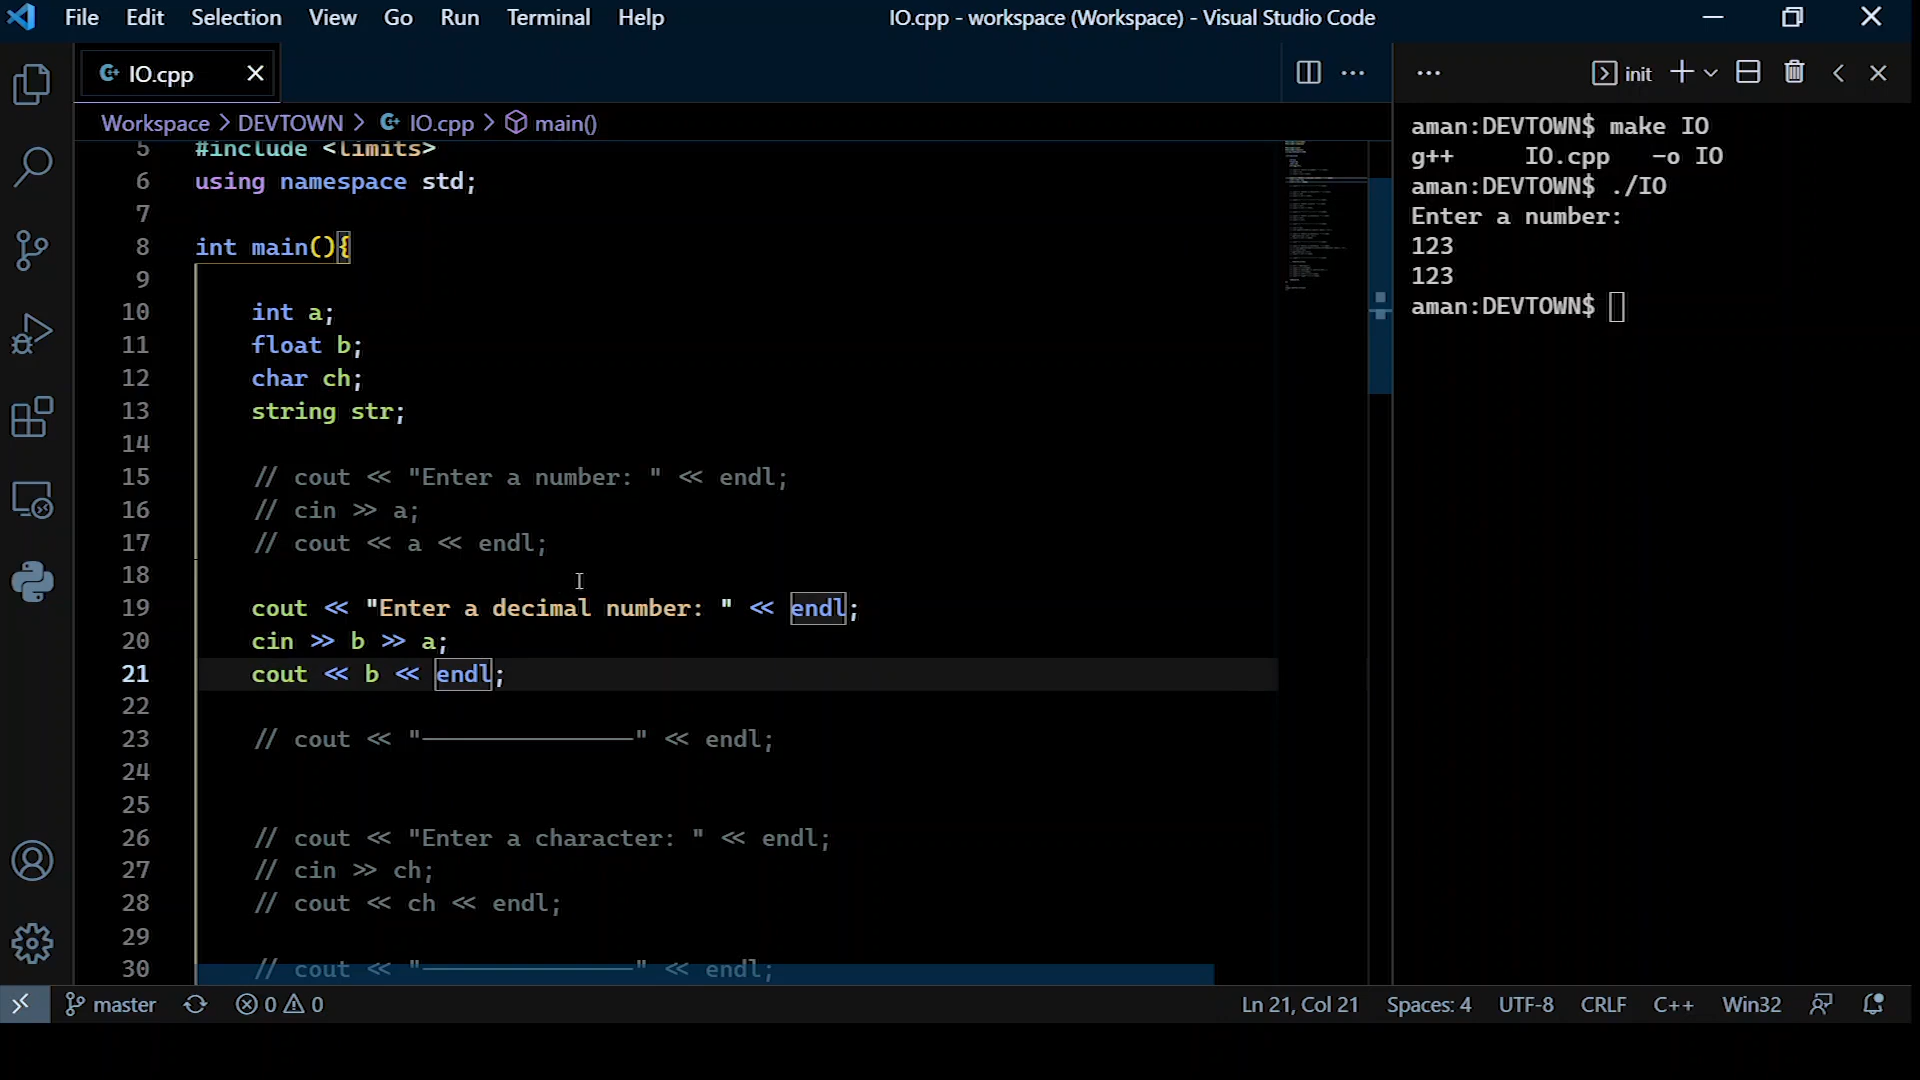 File Edit Selection View Go Run Terminal Help
IO.cpp - workspace (Workspace) - Visual Studio Code
IO.cpp
Workspace > DEVTOWN > IO.cpp > main()
5 #include <limits>
6 using namespace std;
7
8 int main(){
9
10 int a;
11 float b;
12 char ch;
13 string str;
14
15 // cout << "Enter a number: " << endl;
16 // cin >> a;
17 // cout << a << endl;
18
19 cout << "Enter a decimal number: " << endl;
20 cin >> b >> a;
21 cout << b << endl;
22
23 // cout << "———————————————" << endl;
24
25
26 // cout << "Enter a character: " << endl;
27 // cin >> ch;
28 // cout << ch << endl;
29
30 // cout << "———————————————" << endl;
init
aman:DEVTOWN$ make IO
g++ IO.cpp -o IO
aman:DEVTOWN$ ./IO
Enter a number:
123
123
aman:DEVTOWN$
master 0 0
Ln 21, Col 21 Spaces: 4 UTF-8 CRLF C++ Win32